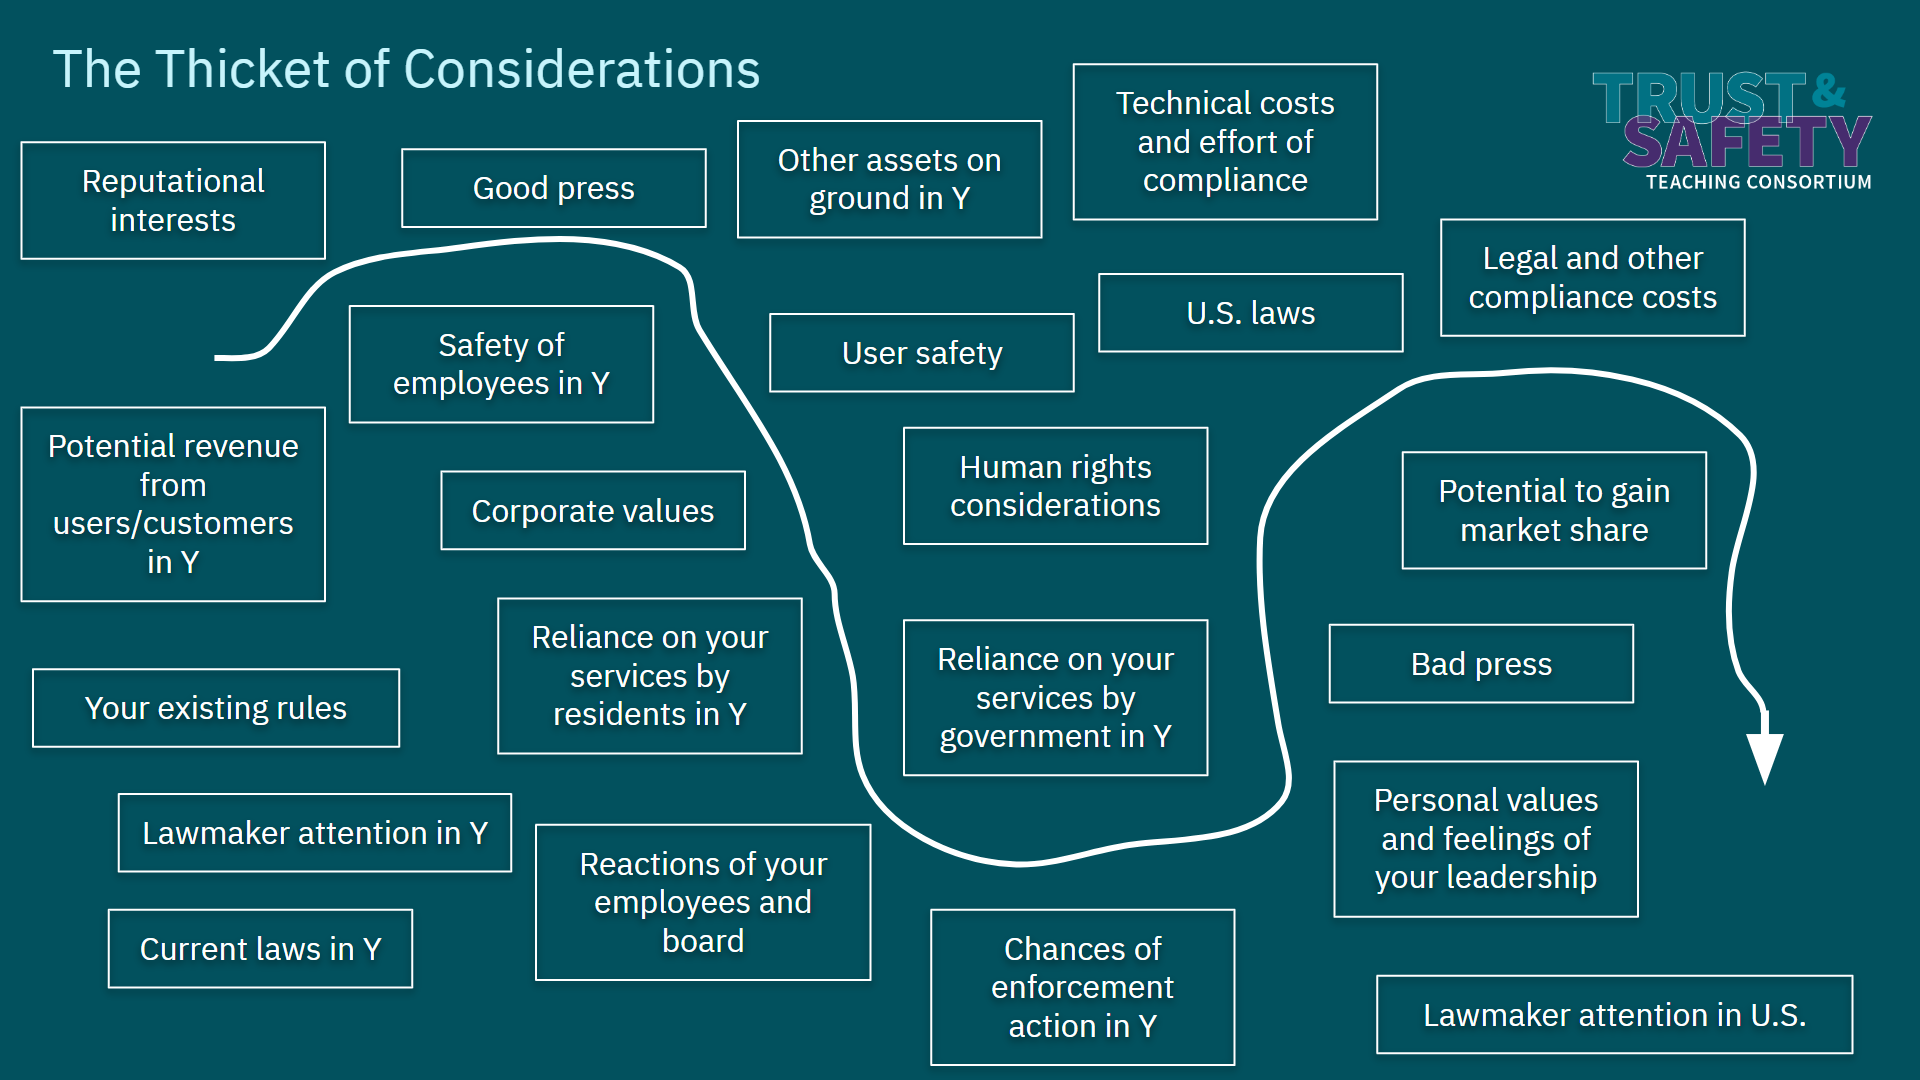 The Thicket of Considerations
TRUST &
SAFETY
TEACHING CONSORTIUM
Reputational
interests
Good press
Other assets on
ground in Y
Technical costs
and effort of
compliance
Legal and other
compliance costs
Safety of
employees in Y
User safety
U.S. laws
Potential revenue
from
users/customers
in Y
Corporate values
Human rights
considerations
Potential to gain
market share
Your existing rules
Reliance on your
services by
residents in Y
Reliance on your
services by
government in Y
Bad press
Lawmaker attention in Y
Reactions of your
employees and
board
Personal values
and feelings of
your leadership
Current laws in Y
Chances of
enforcement
action in Y
Lawmaker attention in U.S.